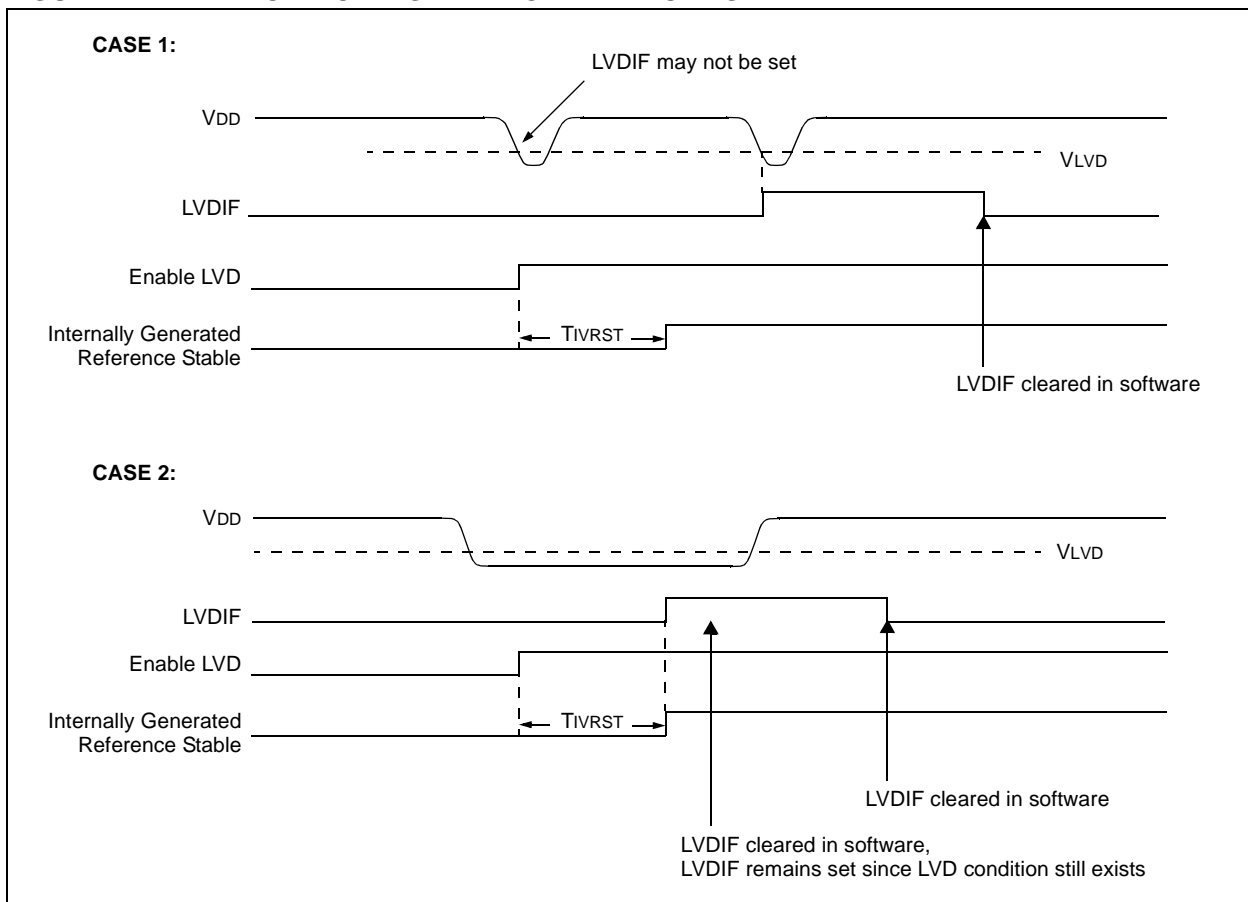 CASE 1:
LVDIF may not be set
VDD
VLVD
LVDIF
Enable LVD
TIVRST
Internally Generated
Reference Stable
LVDIF cleared in software
CASE 2:
VDD
VLVD
LVDIF
Enable LVD
TIVRST
Internally Generated
Reference Stable
LVDIF cleared in software
LVDIF cleared in software,
LVDIF remains set since LVD condition still exists